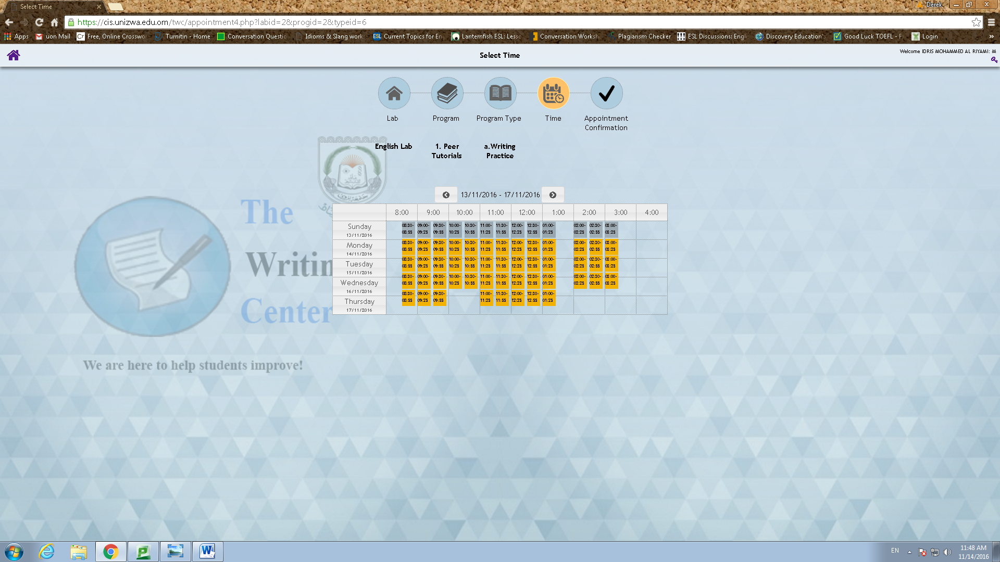 Select Time
Derek
https://cis.unizwa.edu.om/twc/appointment4.php?labid=2&progid=2&typeid=6
Apps uon Mail Free, Online Crosswo Turnitin - Home Conversation Questio Idioms & Slang work ESL Current Topics for En Lanternfish ESL: Lesso Conversation Worksh Plagiarism Checker ESL Discussions: Engl Discovery Education's Good Luck TOEFL - F Login »
Select Time
Welcome IDRIS MOHAMMED AL RIYAMI: M
Lab Program Program Type Time Appointment
Confirmation
English Lab 1. Peer a.Writing
Tutorials Practice
13/11/2016 - 17/11/2016
8:00 9:00 10:00 11:00 12:00 1:00 2:00 3:00 4:00
Sunday 08:30- 09:00- 09:30- 10:00- 10:30- 11:00- 11:30- 12:00- 12:30- 01:00- 02:00- 02:30- 03:00-
13/11/2016 08:55 09:25 09:55 10:25 10:55 11:25 11:55 12:25 12:55 01:25 02:25 02:55 03:25
Monday 08:30- 09:00- 09:30- 10:00- 10:30- 11:00- 11:30- 12:00- 12:30- 01:00- 02:00- 02:30- 03:00-
14/11/2016 08:55 09:25 09:55 10:25 10:55 11:25 11:55 12:25 12:55 01:25 02:25 02:55 03:25
Tuesday 08:30- 09:00- 09:30- 10:00- 10:30- 11:00- 11:30- 12:00- 12:30- 01:00- 02:00- 02:30- 03:00-
15/11/2016 08:55 09:25 09:55 10:25 10:55 11:25 11:55 12:25 12:55 01:25 02:25 02:55 03:25
Wednesday 08:30- 09:00- 09:30- 10:00- 10:30- 11:00- 11:30- 12:00- 12:30- 01:00- 02:00- 02:30- 03:00-
16/11/2016 08:55 09:25 09:55 10:25 10:55 11:25 11:55 12:25 12:55 01:25 02:25 02:55 03:25
Thursday 08:30- 09:00- 09:30- 11:00- 11:30- 12:00- 12:30- 01:00-
17/11/2016 08:55 09:25 09:55 11:25 11:55 12:25 12:55 01:25
The
Writin
Center
We are here to help students improve!
EN
11:48 AM
11/14/2016